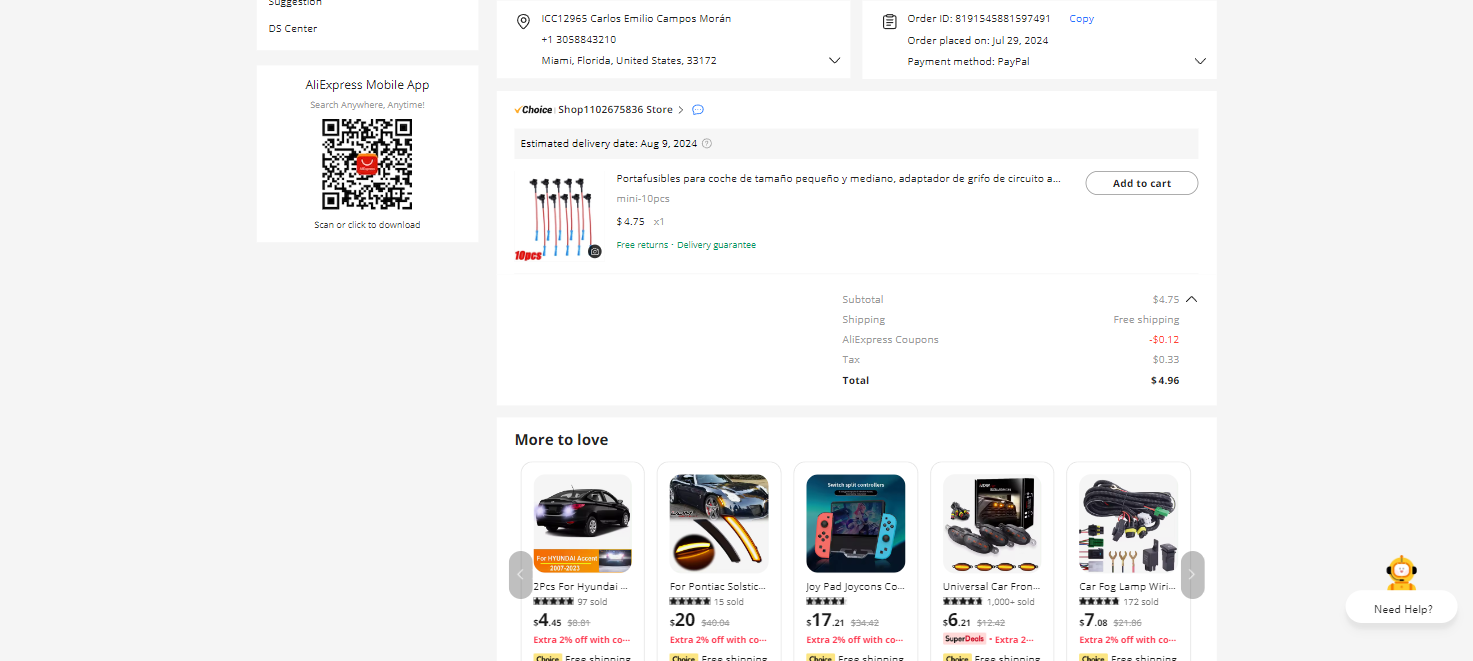 Suggestion
DS Center
AliExpress Mobile App
Search Anywhere, Anytime!
Scan or click to download
ICC12965 Carlos Emilio Campos Morán
+1 3058843210
Miami, Florida, United States, 33172
Order ID: 8191545881597491 Copy
Order placed on: Jul 29, 2024
Payment method: PayPal
Choice Shop1102675836 Store
Estimated delivery date: Aug 9, 2024
10pcs
Portafusibles para coche de tamaño pequeño y mediano, adaptador de grifo de circuito a...
mini-10pcs
$4.75 x1
Free returns · Delivery guarantee
Add to cart
Subtotal $4.75
Shipping Free shipping
AliExpress Coupons -$0.12
Tax $0.33
Total $4.96
More to love
For HYUNDAI Accent
2007-2023
2Pcs For Hyundai ...
97 sold
$4.45 $8.81
Extra 2% off with co...
Choice Free shipping
For Pontiac Solstic...
15 sold
$20 $40.04
Extra 2% off with co...
Choice Free shipping
Switch split controllers
Joy Pad Joycons Co...
$17.21 $34.42
Extra 2% off with co...
Choice Free shipping
Universal Car Fron...
1,000+ sold
$6.21 $12.42
SuperDeals · Extra 2...
Choice Free shipping
Car Fog Lamp Wiri...
172 sold
$7.08 $21.86
Extra 2% off with co...
Choice Free shipping
Need Help?